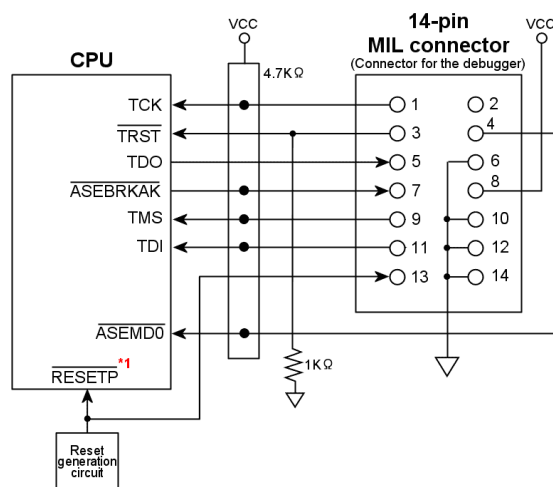 VCC
14-pin
MIL connector
(Connector for the debugger)
VCC
CPU
4.7KΩ
TCK
1
2
TRST
3
4
TDO
5
6
ASEBRKAK
7
8
TMS
9
10
TDI
11
12
13
14
ASEMD0
RESETP *1
1KΩ
Reset
generation
circuit